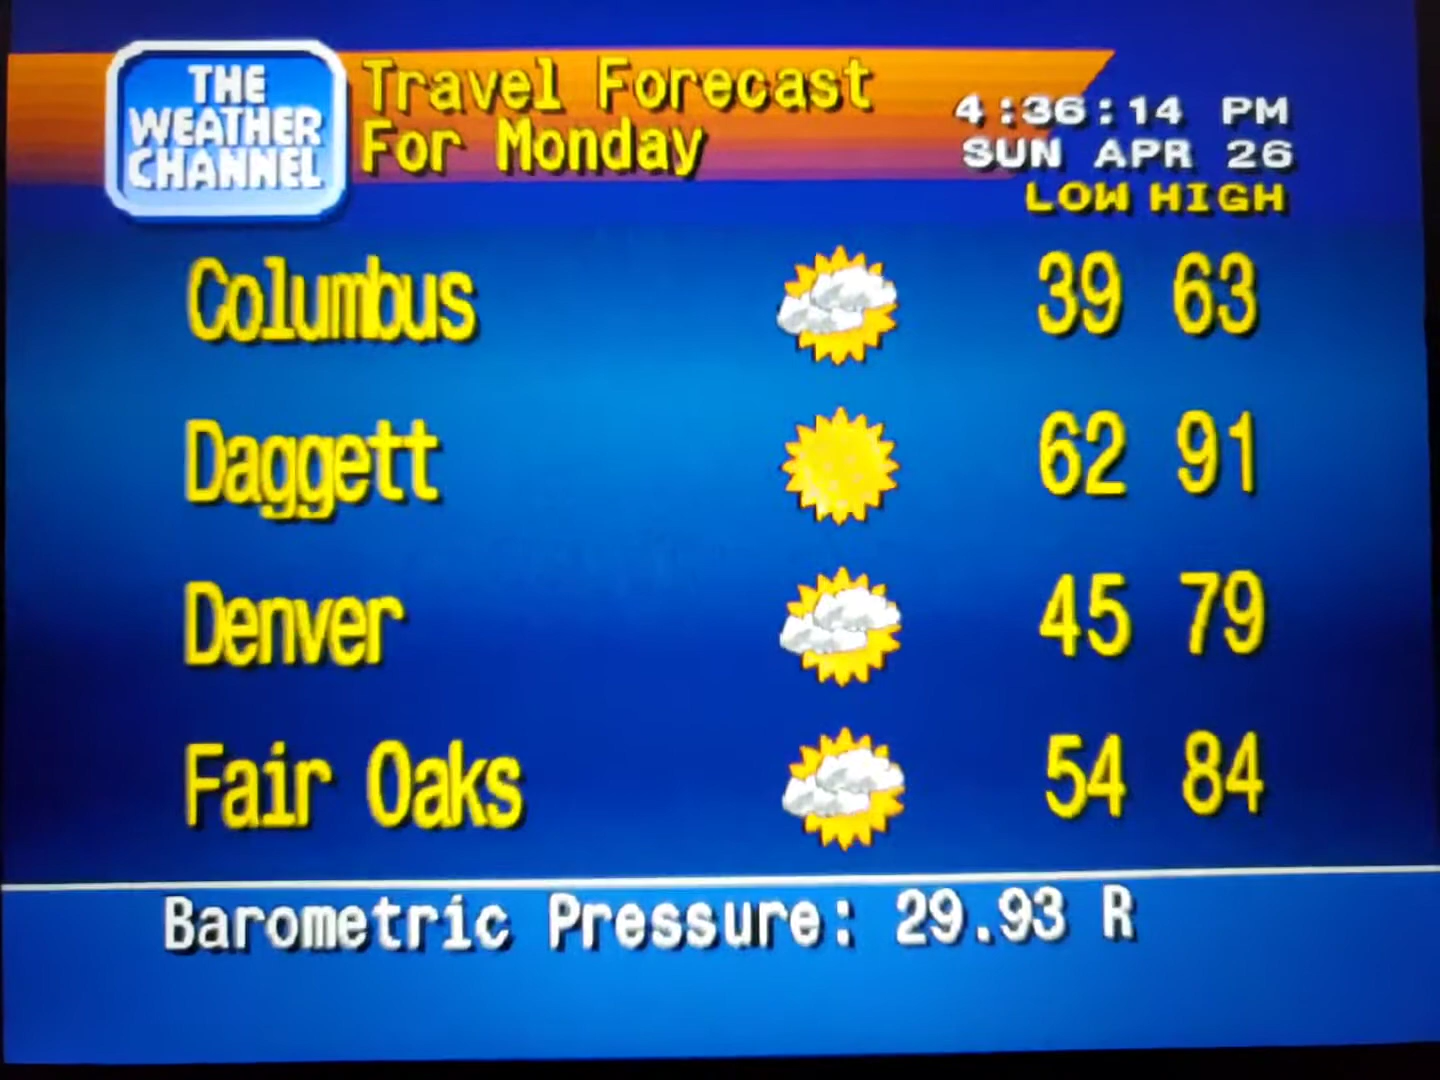 THE
WEATHER
CHANNEL
Travel Forecast
For Monday
4:36:14 PM
SUN APR 26
LOW HIGH
Columbus 39 63
Daggett 62 91
Denver 45 79
Fair Oaks 54 84
Barometric Pressure: 29.93 R